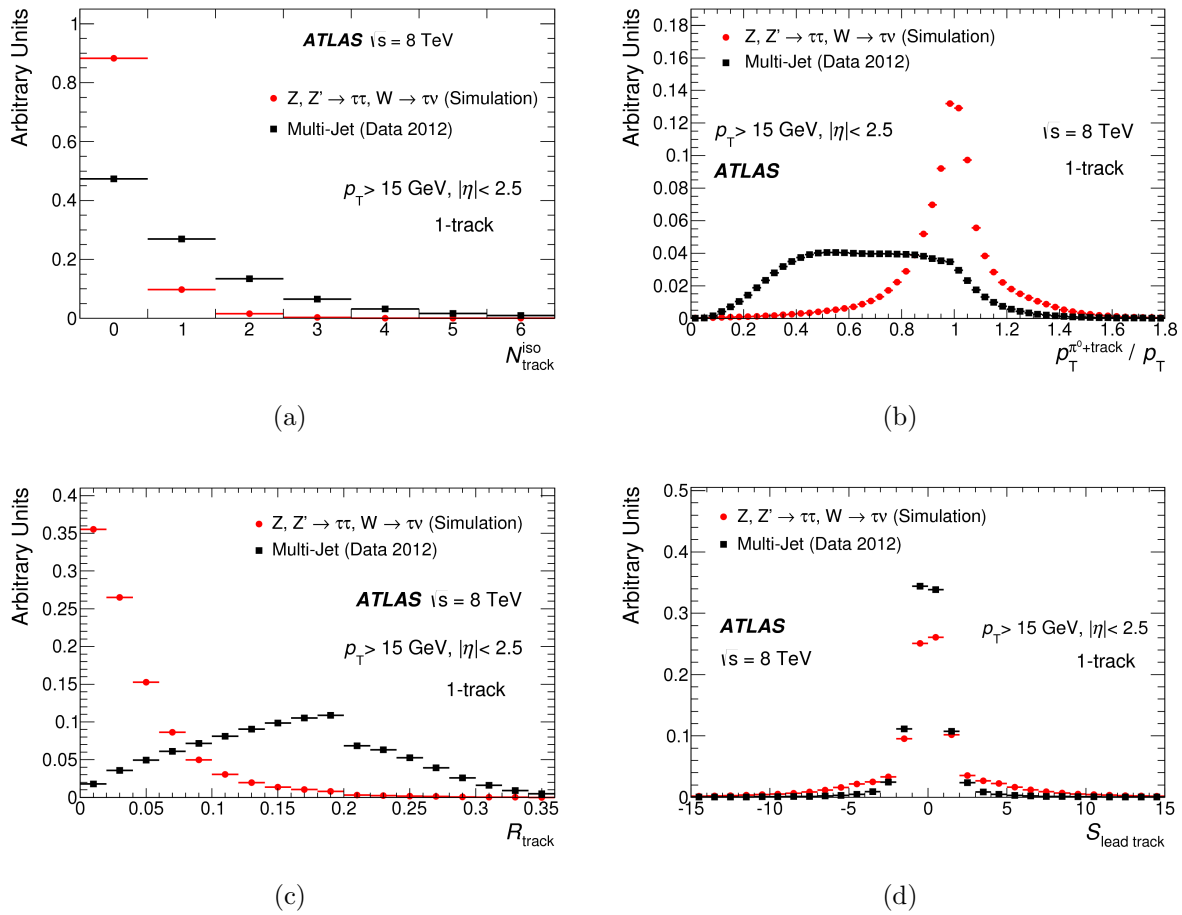 Arbitrary Units
1
0.8
0.6
0.4
0.2
0
ATLAS √s = 8 TeV
Z, Z' → ττ, W → τν (Simulation)
Multi-Jet (Data 2012)
p_T > 15 GeV, |η| < 2.5
1-track
0 1 2 3 4 5 6
N^iso_track
(a)
Arbitrary Units
0.18
0.16
0.14
0.12
0.1
0.08
0.06
0.04
0.02
0
Z, Z' → ττ, W → τν (Simulation)
Multi-Jet (Data 2012)
p_T > 15 GeV, |η| < 2.5
√s = 8 TeV
ATLAS
1-track
0 0.2 0.4 0.6 0.8 1 1.2 1.4 1.6 1.8
p_T^π⁰+track / p_T
(b)
Arbitrary Units
0.4
0.35
0.3
0.25
0.2
0.15
0.1
0.05
0
Z, Z' → ττ, W → τν (Simulation)
Multi-Jet (Data 2012)
ATLAS √s = 8 TeV
p_T > 15 GeV, |η| < 2.5
1-track
0 0.05 0.1 0.15 0.2 0.25 0.3 0.35
R_track
(c)
Arbitrary Units
0.5
0.4
0.3
0.2
0.1
0
Z, Z' → ττ, W → τν (Simulation)
Multi-Jet (Data 2012)
ATLAS
p_T > 15 GeV, |η| < 2.5
√s = 8 TeV
1-track
-15 -10 -5 0 5 10 15
S_lead track
(d)